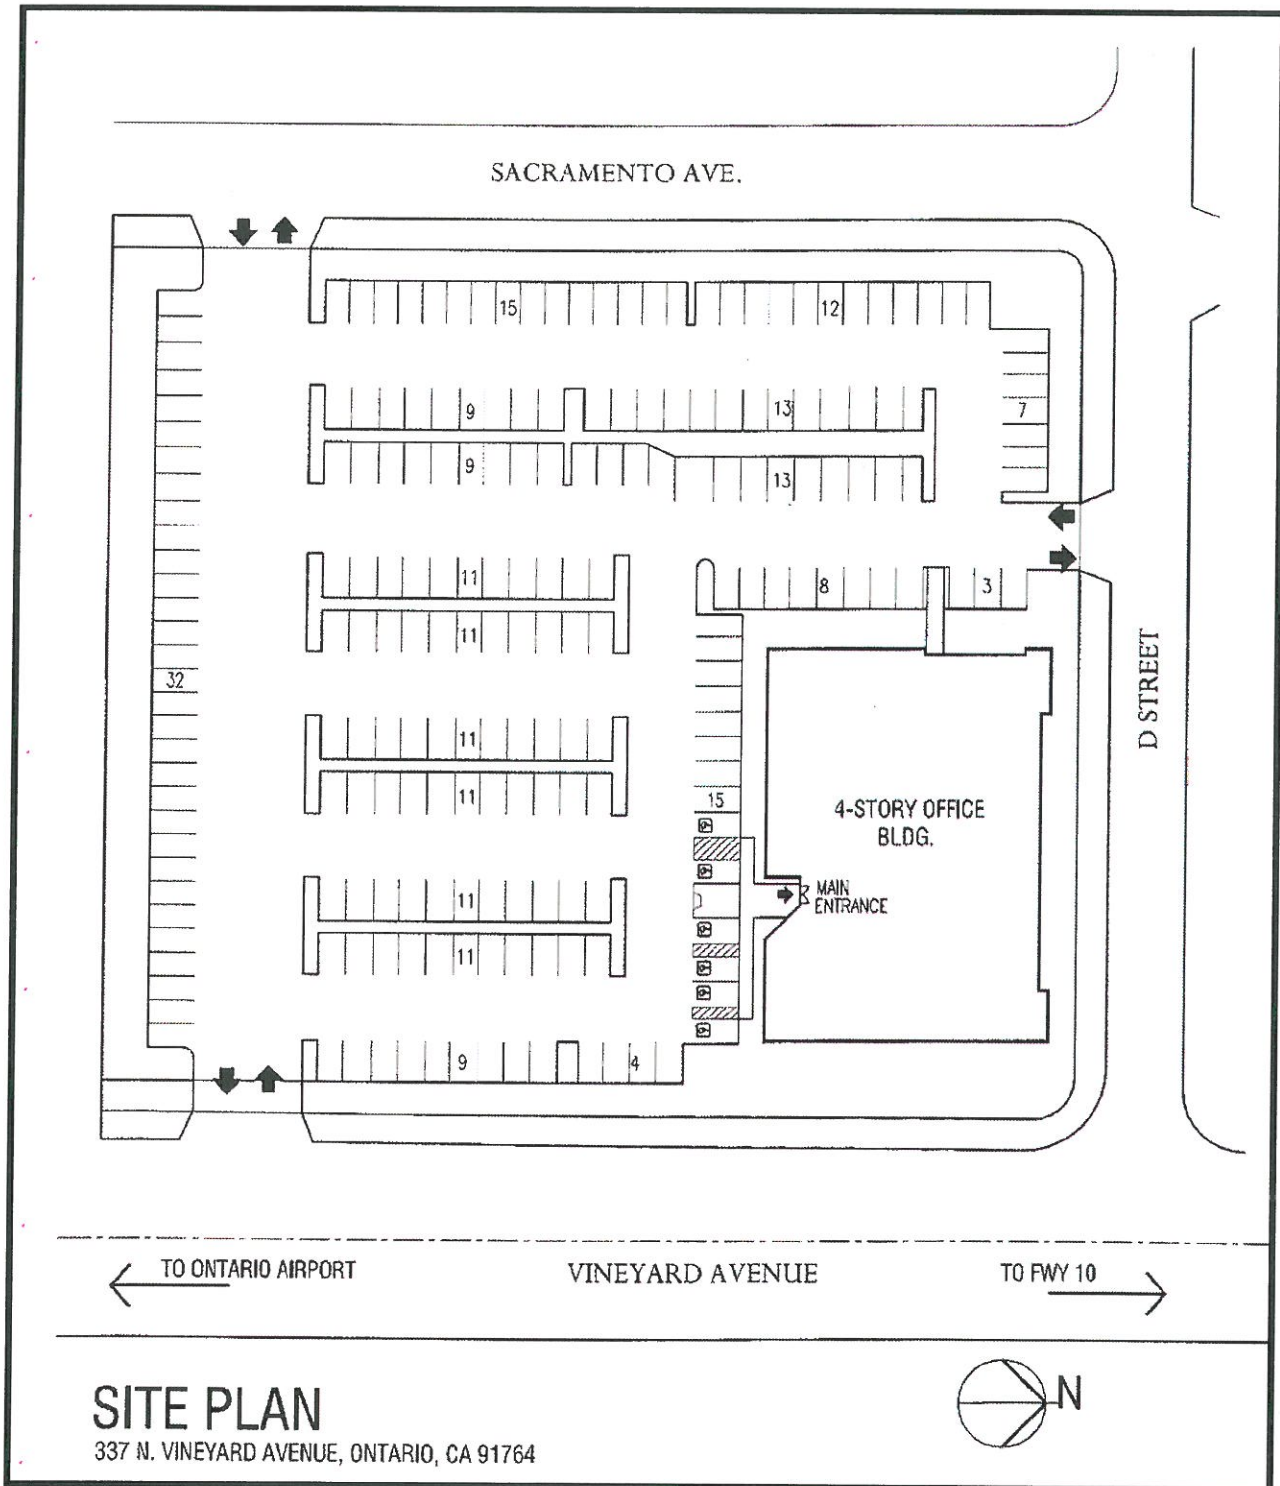 SACRAMENTO AVE.
15
12
9
13
7
9
13
11
8
3
11
32
D STREET
11
11
15
4-STORY OFFICE
BLDG.
11
MAIN
ENTRANCE
11
9
4
TO ONTARIO AIRPORT
VINEYARD AVENUE
TO FWY 10
SITE PLAN
N
337 N. VINEYARD AVENUE, ONTARIO, CA 91764